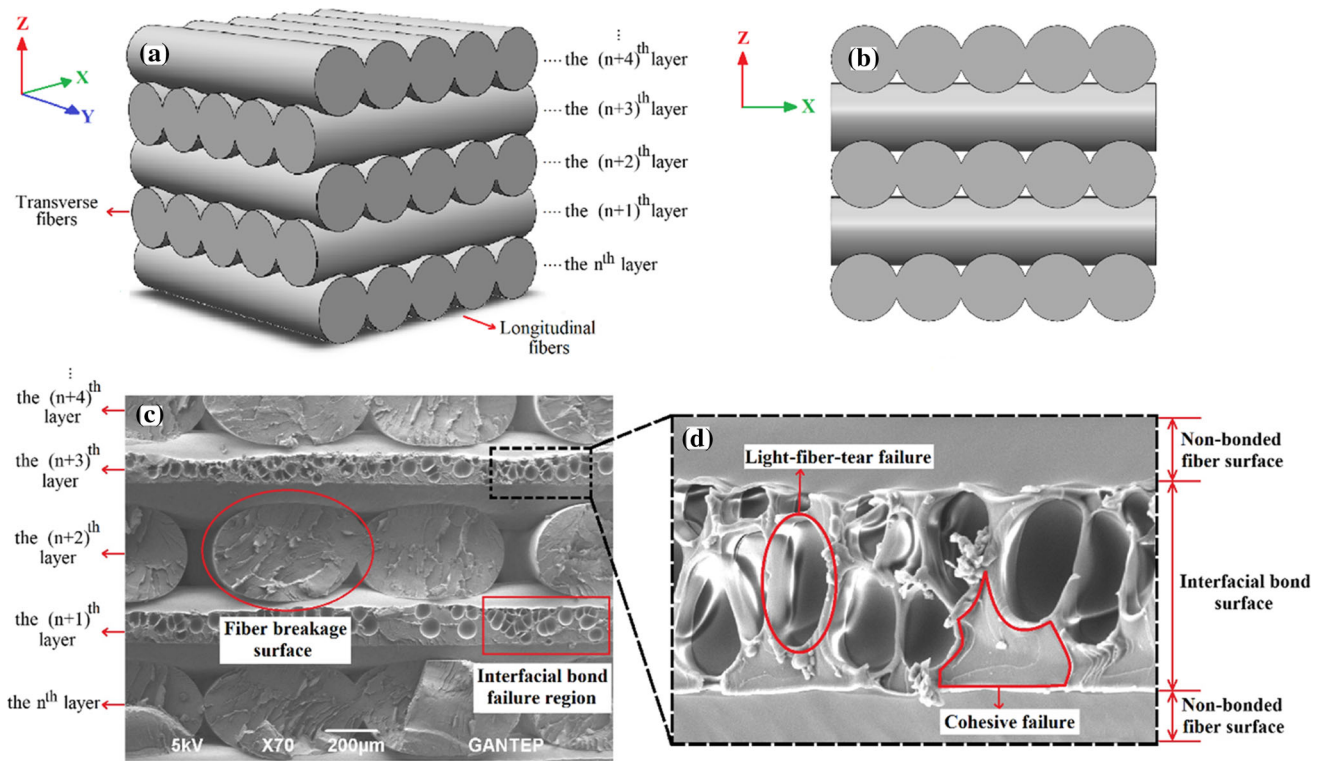 (a)
Z
X
Y
⋮
the (n+4)th layer
the (n+3)th layer
the (n+2)th layer
the (n+1)th layer
the nth layer
Transverse
fibers
Longitudinal
fibers
(b)
Z
X
(c)
⋮
the (n+4)th
layer
the (n+3)th
layer
the (n+2)th
layer
the (n+1)th
layer
the nth layer
Fiber breakage
surface
Interfacial bond
failure region
5kV X70 200µm GANTEP
(d)
Light-fiber-tear failure
Cohesive failure
Non-bonded
fiber surface
Interfacial bond
surface
Non-bonded
fiber surface